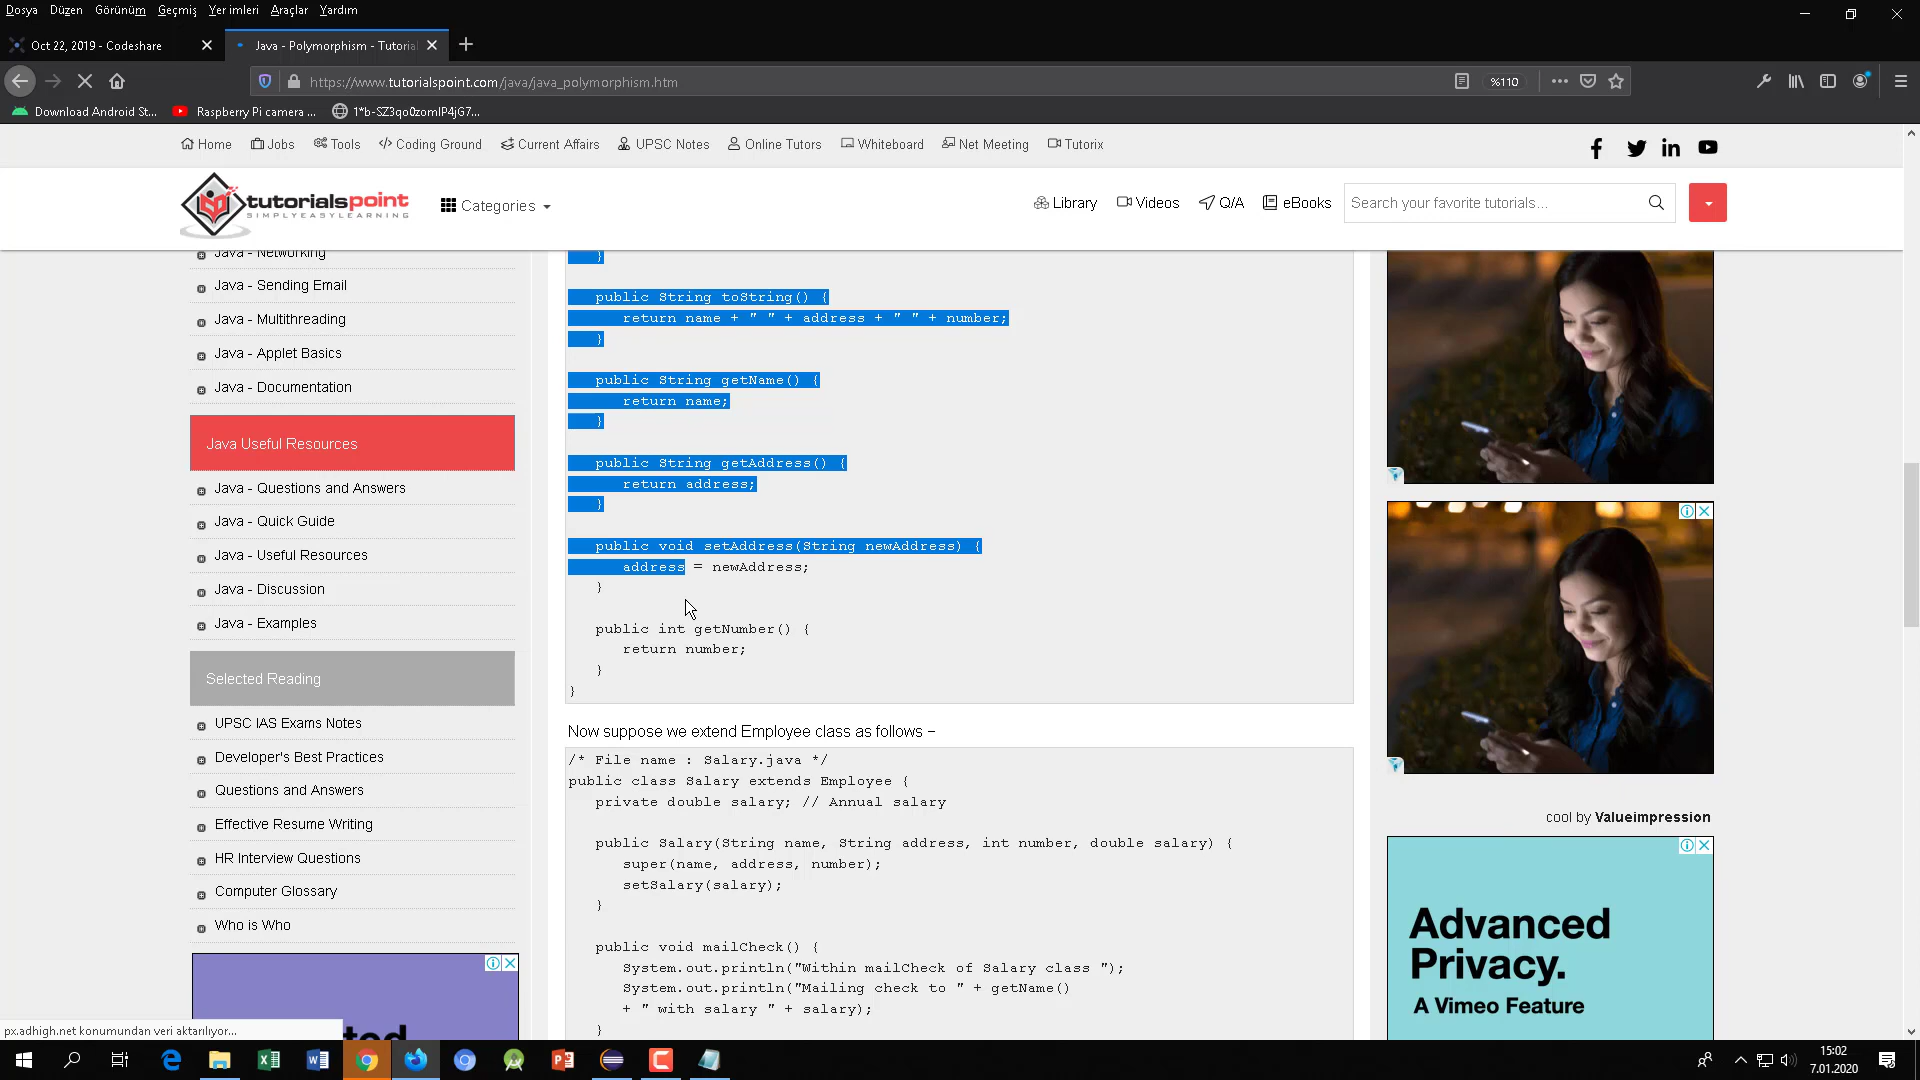 Dosya Düzen Görünüm Geçmiş Yer imleri Araçlar Yardım
Oct 22, 2019 - Codeshare
Java - Polymorphism - Tutorial
https://www.tutorialspoint.com/java/java_polymorphism.htm
%110
Download Android St...
Raspberry Pi camera ...
1*b-SZ3qo0zomIP4jG7...
Home Jobs Tools Coding Ground Current Affairs UPSC Notes Online Tutors Whiteboard Net Meeting Tutorix
tutorialspoint
SIMPLYEASYLEARNING
Categories
Library Videos Q/A eBooks
Search your favorite tutorials...
Java - Networking
Java - Sending Email
Java - Multithreading
Java - Applet Basics
Java - Documentation
Java Useful Resources
Java - Questions and Answers
Java - Quick Guide
Java - Useful Resources
Java - Discussion
Java - Examples
Selected Reading
UPSC IAS Exams Notes
Developer's Best Practices
Questions and Answers
Effective Resume Writing
HR Interview Questions
Computer Glossary
Who is Who
}
public String toString() {
return name + " " + address + " " + number;
}
public String getName() {
return name;
}
public String getAddress() {
return address;
}
public void setAddress(String newAddress) {
address = newAddress;
}
public int getNumber() {
return number;
}
}
Now suppose we extend Employee class as follows −
/* File name : Salary.java */
public class Salary extends Employee {
private double salary; // Annual salary
public Salary(String name, String address, int number, double salary) {
super(name, address, number);
setSalary(salary);
}
public void mailCheck() {
System.out.println("Within mailCheck of Salary class ");
System.out.println("Mailing check to " + getName()
+ " with salary " + salary);
}
cool by Valueimpression
Advanced
Privacy.
A Vimeo Feature
px.adhigh.net konumundan veri aktarılıyor...
15:02
7.01.2020